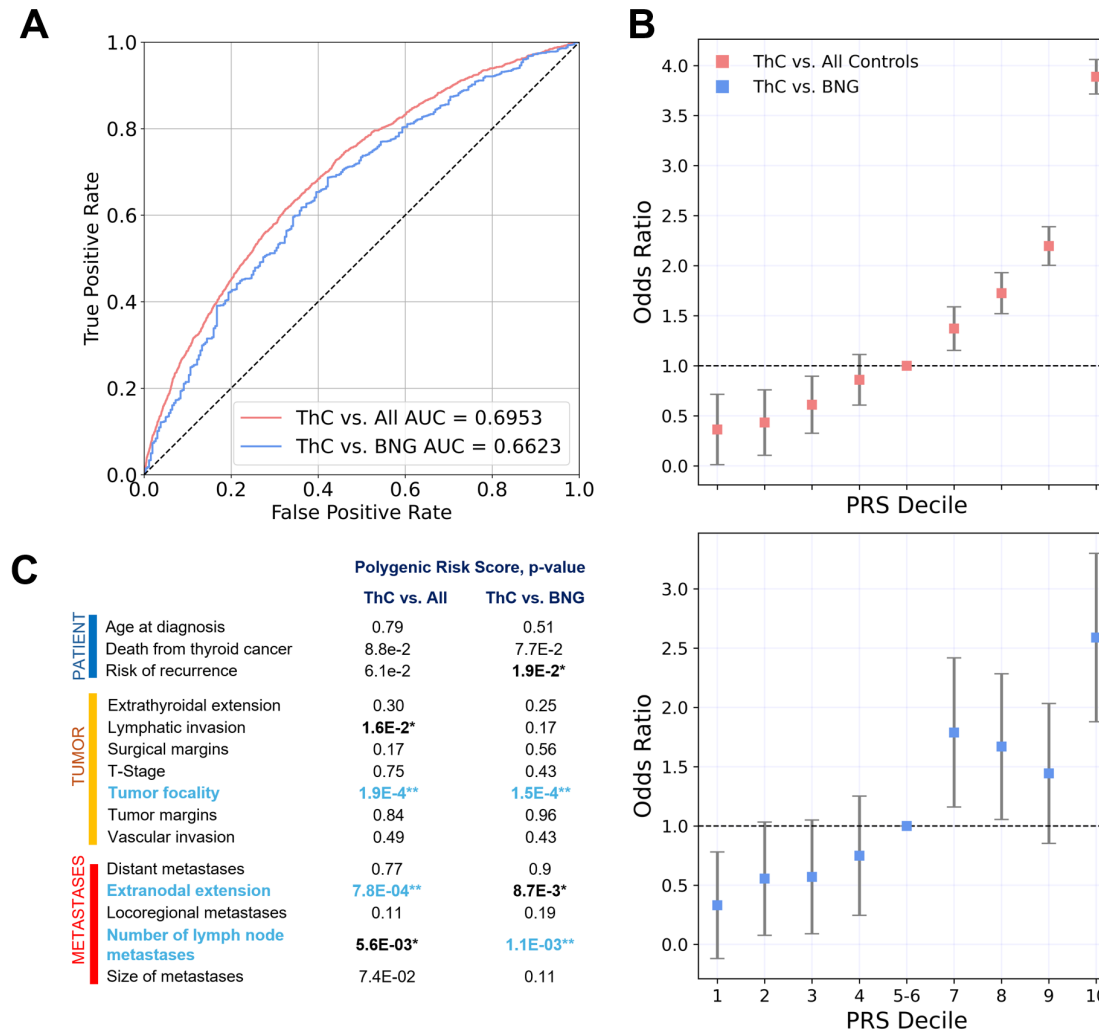 A
1.0
0.8
0.6
0.4
0.2
0.0
0.0 0.2 0.4 0.6 0.8 1.0
True Positive Rate
False Positive Rate
ThC vs. All AUC = 0.6953
ThC vs. BNG AUC = 0.6623
B
ThC vs. All Controls
ThC vs. BNG
4.0
3.5
3.0
2.5
2.0
1.5
1.0
0.5
0.0
Odds Ratio
PRS Decile
3.0
2.5
2.0
1.5
1.0
0.5
0.0
Odds Ratio
1 2 3 4 5-6 7 8 9 10
PRS Decile
C
Polygenic Risk Score, p-value
ThC vs. All ThC vs. BNG
PATIENT
Age at diagnosis 0.79 0.51
Death from thyroid cancer 8.8e-2 7.7E-2
Risk of recurrence 6.1e-2 1.9E-2*
TUMOR
Extrathyroidal extension 0.30 0.25
Lymphatic invasion 1.6E-2* 0.17
Surgical margins 0.17 0.56
T-Stage 0.75 0.43
Tumor focality 1.9E-4** 1.5E-4**
Tumor margins 0.84 0.96
Vascular invasion 0.49 0.43
METASTASES
Distant metastases 0.77 0.9
Extranodal extension 7.8E-04** 8.7E-3*
Locoregional metastases 0.11 0.19
Number of lymph node
metastases 5.6E-03* 1.1E-03**
Size of metastases 7.4E-02 0.11